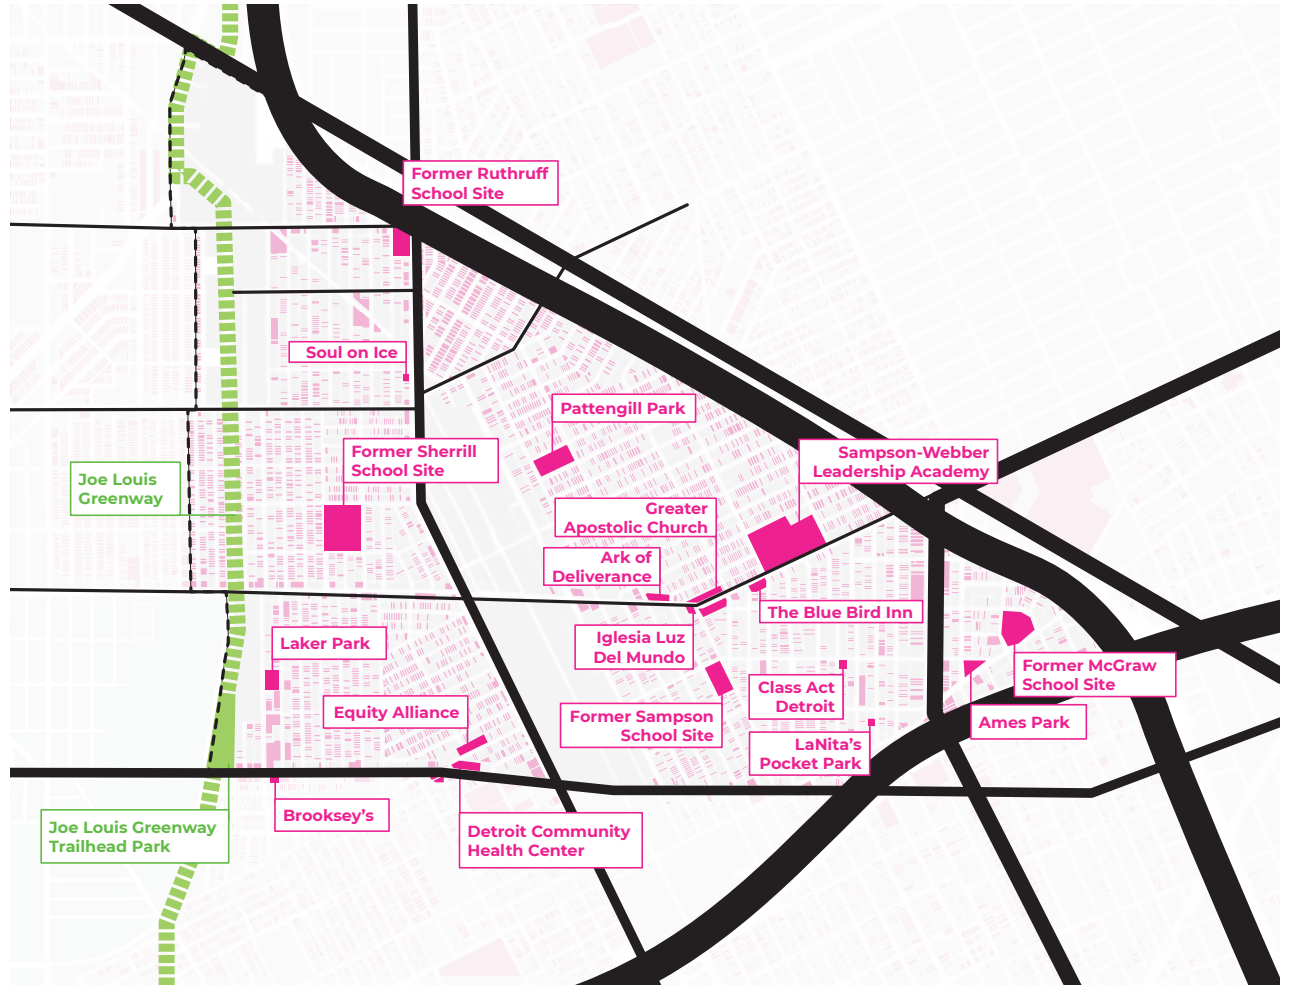 Former Ruthruff
School Site
Soul on Ice
Pattengill Park
Former Sherrill
School Site
Sampson-Webber
Leadership Academy
Joe Louis
Greenway
Greater
Apostolic Church
Ark of
Deliverance
The Blue Bird Inn
Iglesia Luz
Del Mundo
Laker Park
Former McGraw
School Site
Class Act
Detroit
Equity Alliance
Former Sampson
School Site
Ames Park
LaNita's
Pocket Park
Brooksey's
Joe Louis Greenway
Trailhead Park
Detroit Community
Health Center